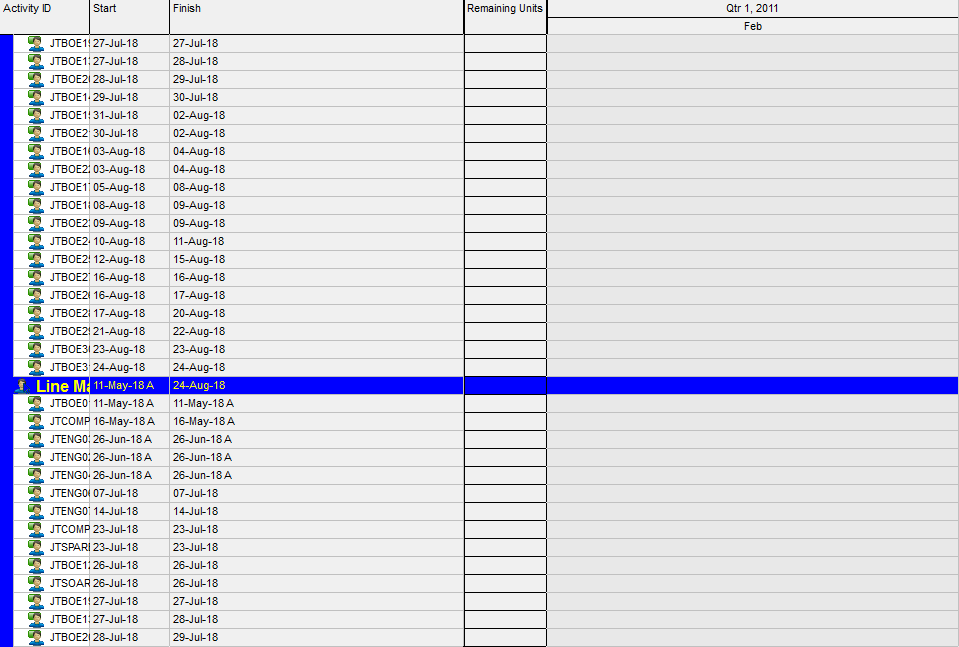 Activity ID Start Finish Remaining Units Qtr 1, 2011
Feb
JTBOE1 27-Jul-18 27-Jul-18
JTBOE1 27-Jul-18 28-Jul-18
JTBOE2 28-Jul-18 29-Jul-18
JTBOE1 29-Jul-18 30-Jul-18
JTBOE1 31-Jul-18 02-Aug-18
JTBOE2 30-Jul-18 02-Aug-18
JTBOE1 03-Aug-18 04-Aug-18
JTBOE2 03-Aug-18 04-Aug-18
JTBOE1 05-Aug-18 08-Aug-18
JTBOE1 08-Aug-18 09-Aug-18
JTBOE2 09-Aug-18 09-Aug-18
JTBOE2 10-Aug-18 11-Aug-18
JTBOE2 12-Aug-18 15-Aug-18
JTBOE2 16-Aug-18 16-Aug-18
JTBOE2 16-Aug-18 17-Aug-18
JTBOE2 17-Aug-18 20-Aug-18
JTBOE2 21-Aug-18 22-Aug-18
JTBOE3 23-Aug-18 23-Aug-18
JTBOE3 24-Aug-18 24-Aug-18
Line Ma 11-May-18 A 24-Aug-18
JTBOE0 11-May-18 A 11-May-18 A
JTCOMP 16-May-18 A 16-May-18 A
JTENG0 26-Jun-18 A 26-Jun-18 A
JTENG0 26-Jun-18 A 26-Jun-18 A
JTENG0 26-Jun-18 A 26-Jun-18 A
JTENG0 07-Jul-18 07-Jul-18
JTENG0 14-Jul-18 14-Jul-18
JTCOMP 23-Jul-18 23-Jul-18
JTSPAR 23-Jul-18 23-Jul-18
JTBOE1 26-Jul-18 26-Jul-18
JTSOAR 26-Jul-18 26-Jul-18
JTBOE1 27-Jul-18 27-Jul-18
JTBOE1 27-Jul-18 28-Jul-18
JTBOE2 28-Jul-18 29-Jul-18